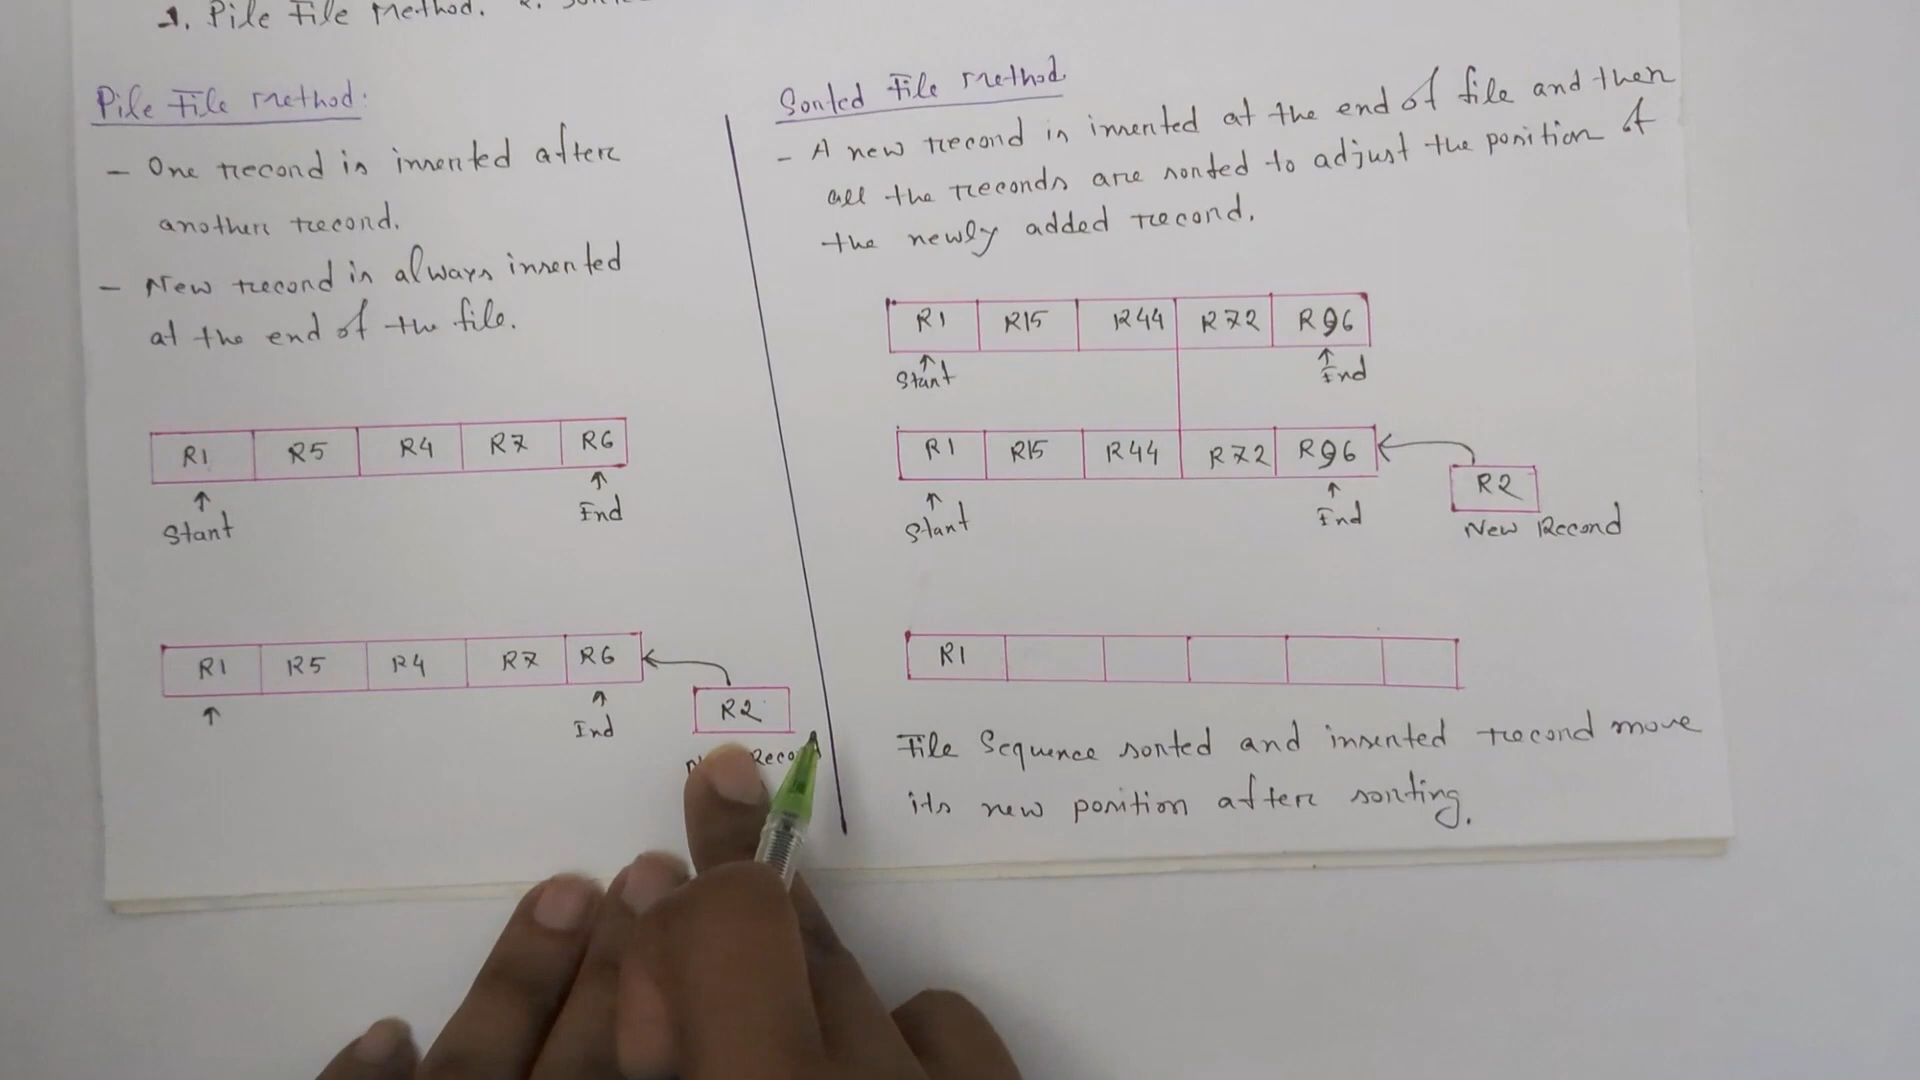 1. Pile File Method. 2.
Pile File Method:
- One record is inserted after
another record.
- New record is always inserted
at the end of the file.
R1 R5 R4 R7 R6
Start End
R1 R5 R4 R7 R6
End
R2
Sorted File Method
- A new record is inserted at the end of file and then
all the records are sorted to adjust the position of
the newly added record.
R1 R15 R44 R72 R96
Start End
R1 R15 R44 R72 R96
R2
Start End
New Record
R1
File Sequence sorted and inserted record move
its new position after sorting.